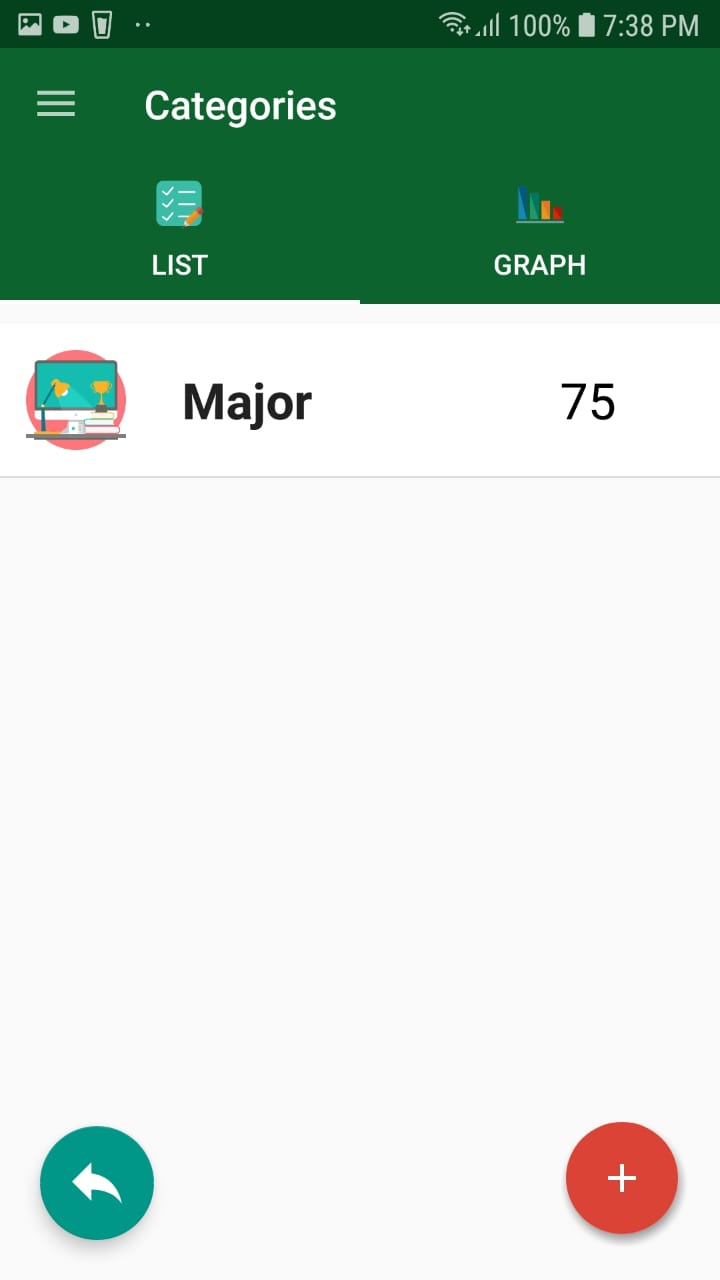 100% 7:38 PM
Categories
LIST GRAPH
Major 75